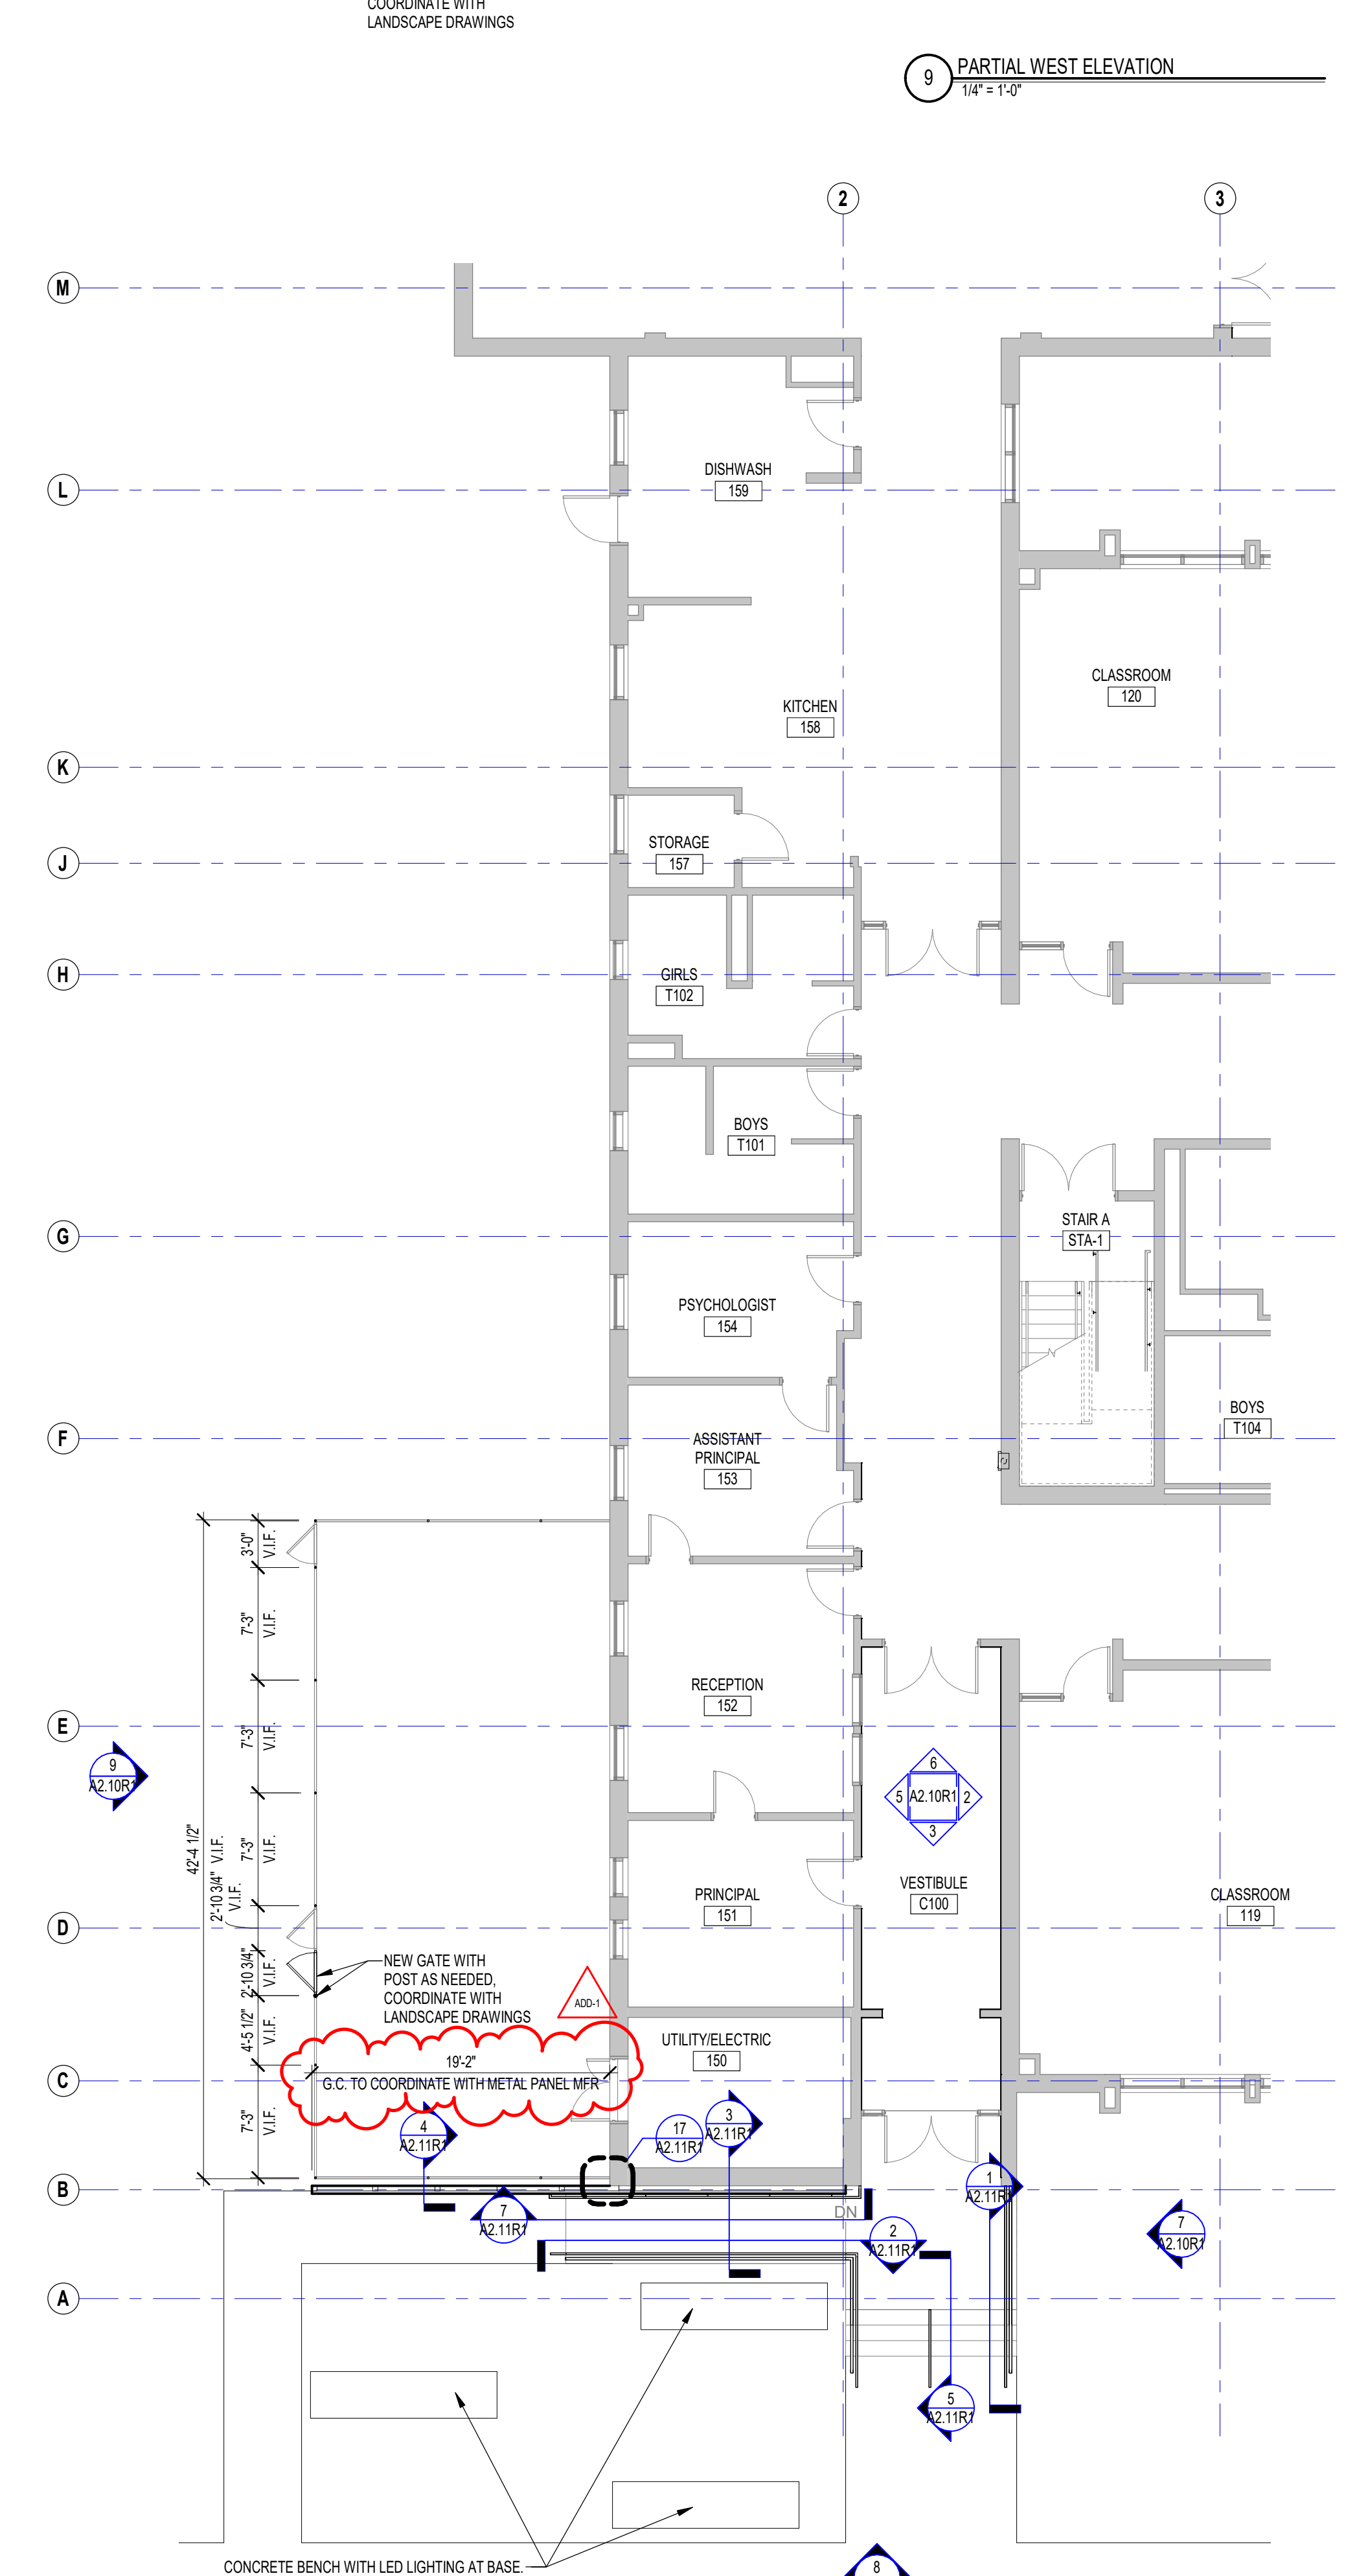 COORDINATE WITH
LANDSCAPE DRAWINGS
9
PARTIAL WEST ELEVATION
1/4" = 1'-0"
2
3
M
L
DISHWASH
159
CLASSROOM
120
KITCHEN
158
K
STORAGE
157
J
H
GIRLS
T102
BOYS
T101
G
STAIR A
STA-1
PSYCHOLOGIST
154
BOYS
T104
F
ASSISTANT
PRINCIPAL
153
3'-0"
V.I.F.
7'-3"
V.I.F.
RECEPTION
152
E
7'-3"
V.I.F.
9
A2.10R1
6
5
A2.10R1
2
3
42'-4 1/2"
2'-10 3/4" V.I.F.
V.I.F.
7'-3"
V.I.F.
VESTIBULE
C100
PRINCIPAL
151
CLASSROOM
119
D
2'-10 3/4"
V.I.F.
NEW GATE WITH
POST AS NEEDED,
COORDINATE WITH
LANDSCAPE DRAWINGS
ADD-1
4'-5 1/2"
V.I.F.
UTILITY/ELECTRIC
150
19'-2"
C
G.C. TO COORDINATE WITH METAL PANEL MFR
7'-3"
V.I.F.
4
A2.11R1
17
A2.11R1
3
A2.11R1
1
A2.11R1
B
7
A2.11R1
DN
2
A2.11R1
7
A2.10R1
A
5
A2.11R1
CONCRETE BENCH WITH LED LIGHTING AT BASE.
8